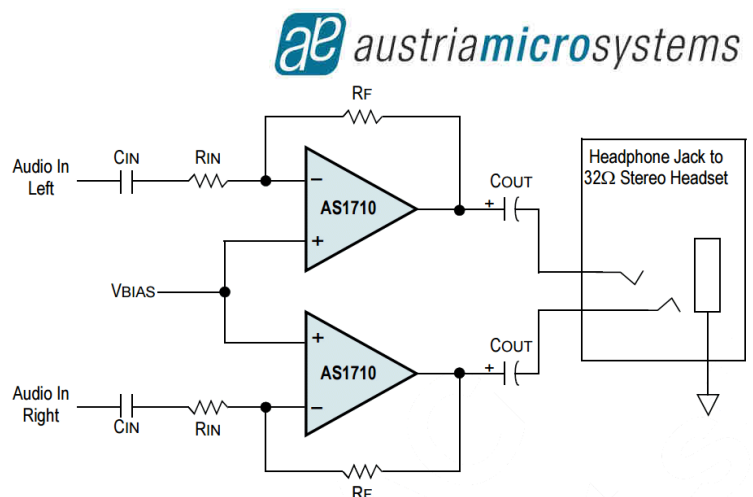 austriamicrosystems
RF
CIN
RIN
Audio In
Left
−
AS1710
+
COUT
+
Headphone Jack to
32Ω Stereo Headset
VBIAS
+
AS1710
−
COUT
+
Audio In
Right
CIN
RIN
RF